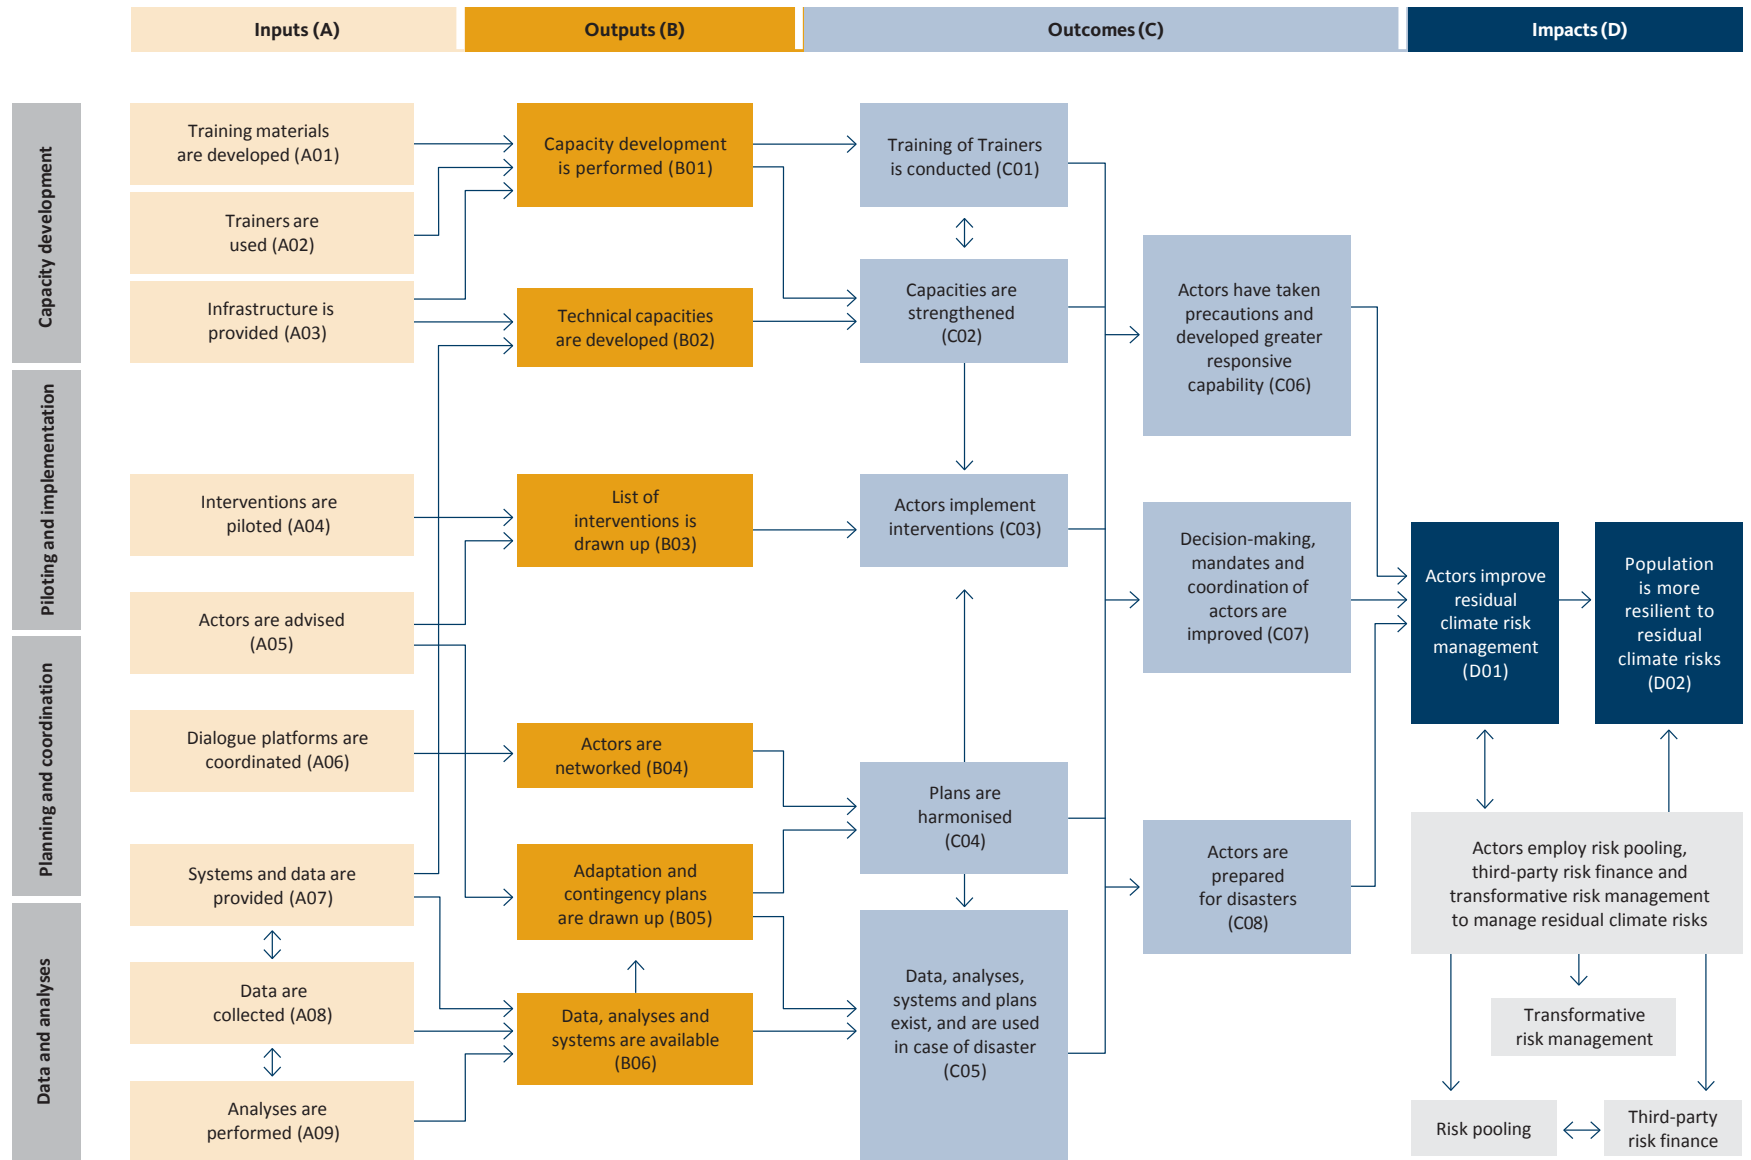 Inputs (A)
Outputs (B)
Outcomes (C)
Impacts (D)
Capacity development
Piloting and implementation
Planning and coordination
Data and analyses
Training materials
are developed (A01)
Trainers are
used (A02)
Infrastructure is
provided (A03)
Interventions are
piloted (A04)
Actors are advised
(A05)
Dialogue platforms are
coordinated (A06)
Systems and data are
provided (A07)
Data are
collected (A08)
Analyses are
performed (A09)
Capacity development
is performed (B01)
Technical capacities
are developed (B02)
List of
interventions is
drawn up (B03)
Actors are
networked (B04)
Adaptation and
contingency plans
are drawn up (B05)
Data, analyses and
systems are available
(B06)
Training of Trainers
is conducted (C01)
Capacities are
strengthened
(C02)
Actors implement
interventions (C03)
Plans are
harmonised
(C04)
Data, analyses,
systems and plans
exist, and are used
in case of disaster
(C05)
Actors have taken
precautions and
developed greater
responsive
capability (C06)
Decision-making,
mandates and
coordination of
actors are
improved (C07)
Actors are
prepared
for disasters
(C08)
Actors improve
residual
climate risk
management
(D01)
Population
is more
resilient to
residual
climate risks
(D02)
Actors employ risk pooling,
third-party risk finance and
transformative risk management
to manage residual climate risks
Transformative
risk management
Risk pooling
Third-party
risk finance